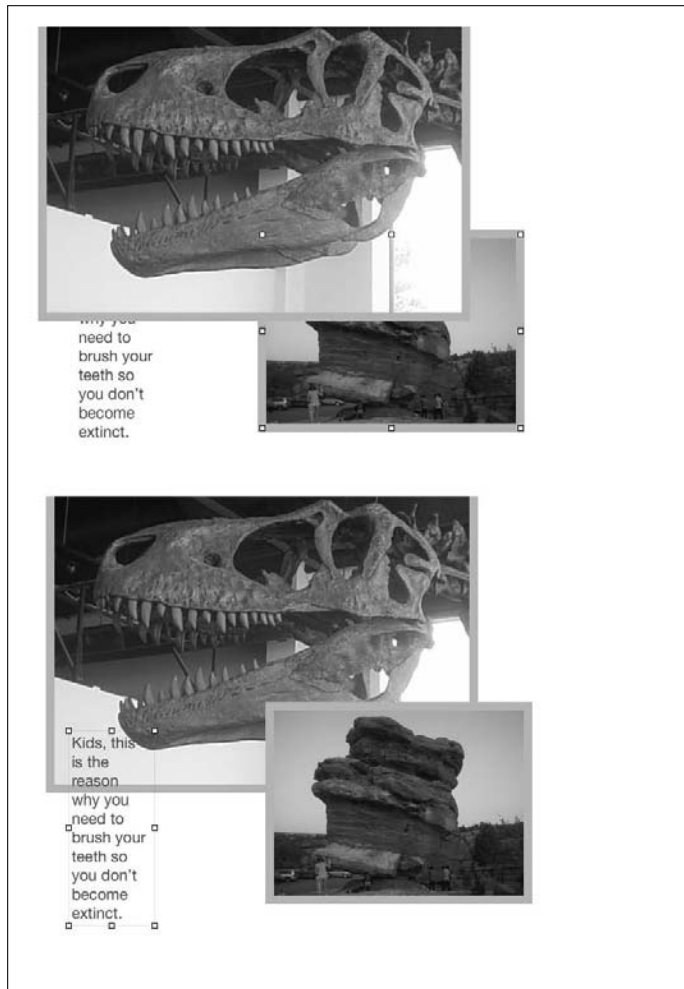 why you
need to
brush your
teeth so
you don't
become
extinct.
Kids, this
is the
reason
why you
need to
brush your
teeth so
you don't
become
extinct.